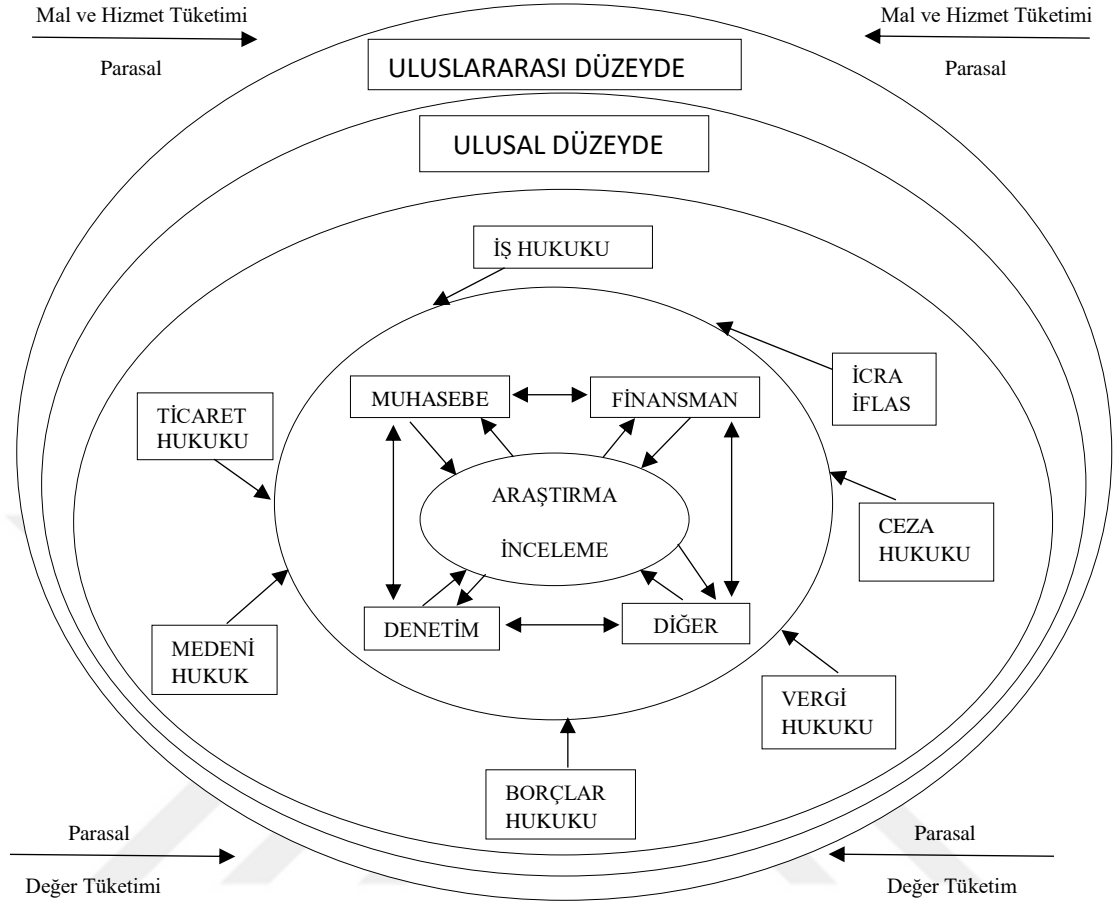 Mal ve Hizmet Tüketimi
Parasal
Mal ve Hizmet Tüketimi
Parasal
ULUSLARARASI DÜZEYDE
ULUSAL DÜZEYDE
İŞ HUKUKU
İCRA
İFLAS
TİCARET
HUKUKU
MUHASEBE
FİNANSMAN
ARAŞTIRMA
İNCELEME
CEZA
HUKUKU
DENETİM
DİĞER
MEDENİ
HUKUK
VERGİ
HUKUKU
BORÇLAR
HUKUKU
Parasal
Değer Tüketimi
Parasal
Değer Tüketim